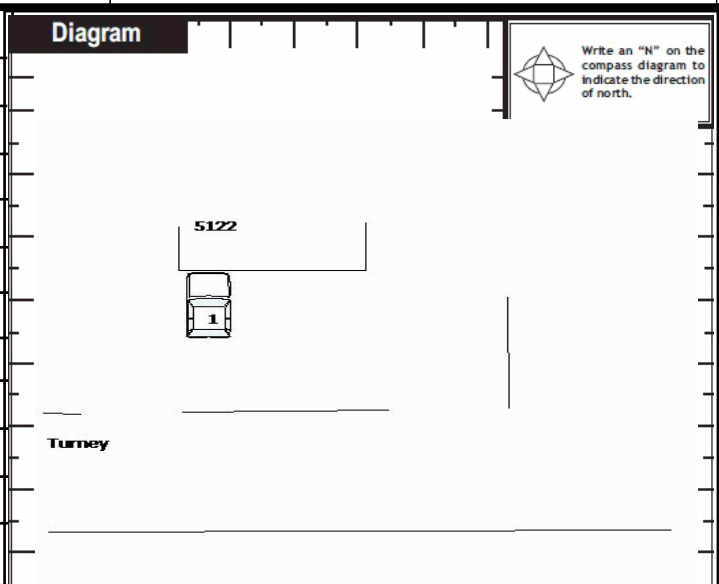 Diagram
Write an “N” on the
compass diagram to
indicate the direction
of north.
5122
1
Turney